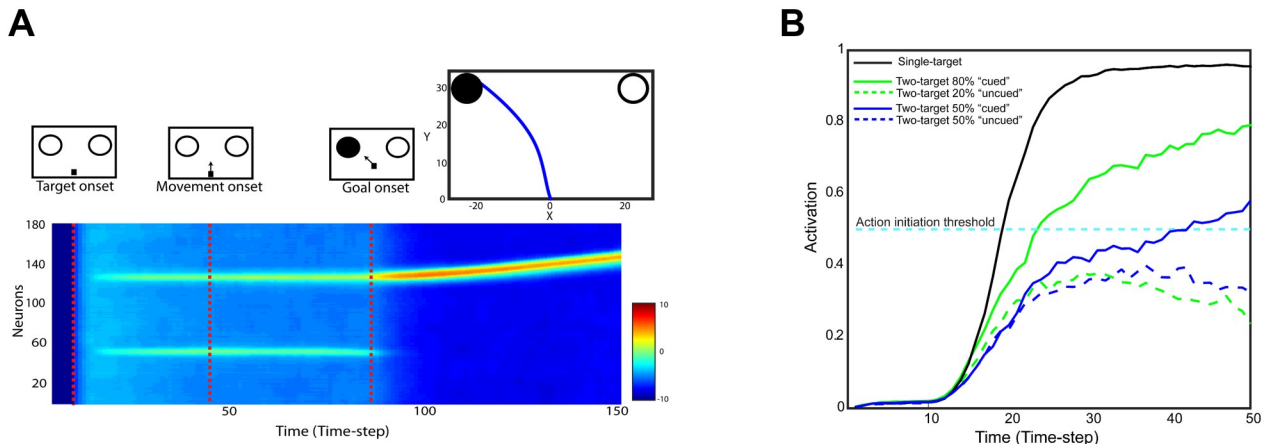 A
Target onset
Movement onset
Goal onset
30
20
10
0
Y
-20
0
20
X
180
140
100
60
20
Neurons
50
100
150
Time (Time-step)
10
0
-10
B
1
0.8
0.6
0.4
0.2
0
Activation
Single-target
Two-target 80% “cued”
Two-target 20% “uncued”
Two-target 50% “cued”
Two-target 50% “uncued”
Action initiation threshold
10
20
30
40
50
Time (Time-step)